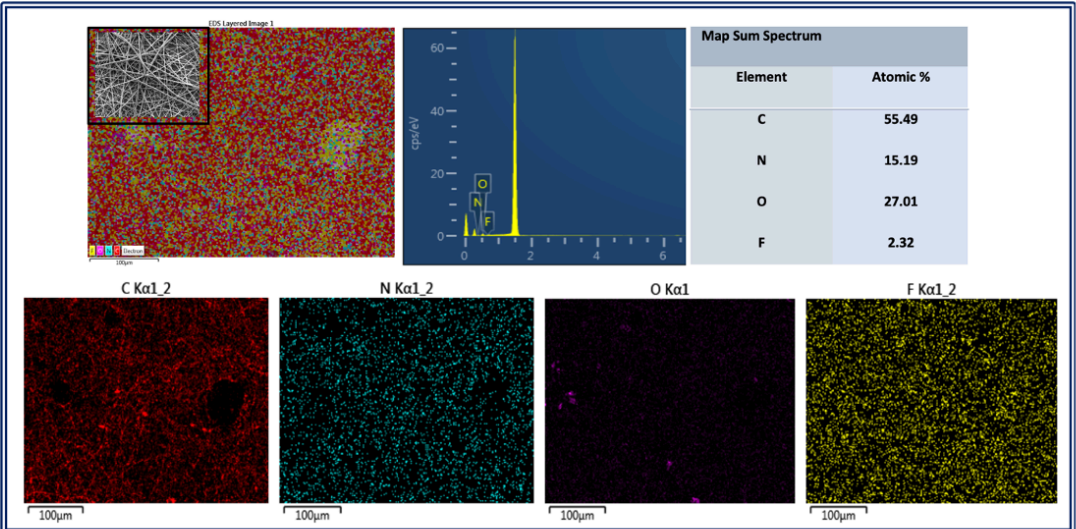 EDS Layered Image 1
Electron
100μm
cps/eV
60
40
20
0
O
N
F
0
2
4
6
Map Sum Spectrum
Element Atomic %
C 55.49
N 15.19
O 27.01
F 2.32
C Kα1_2
N Kα1_2
O Kα1
F Kα1_2
100μm
100μm
100μm
100μm